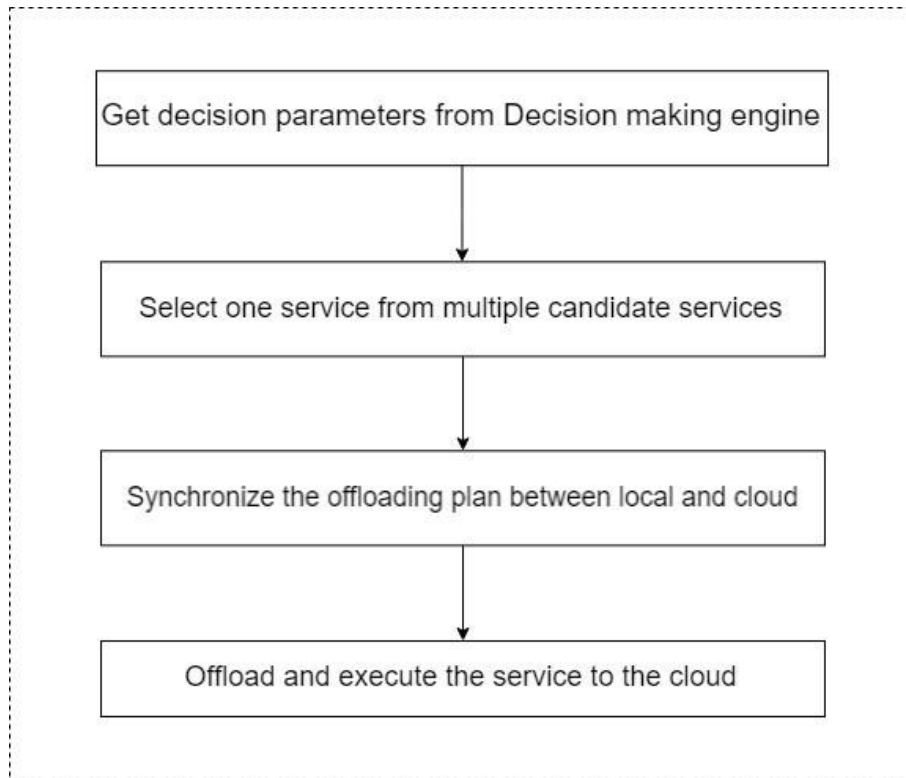 Get decision parameters from Decision making engine
Select one service from multiple candidate services
Synchronize the offloading plan between local and cloud
Offload and execute the service to the cloud